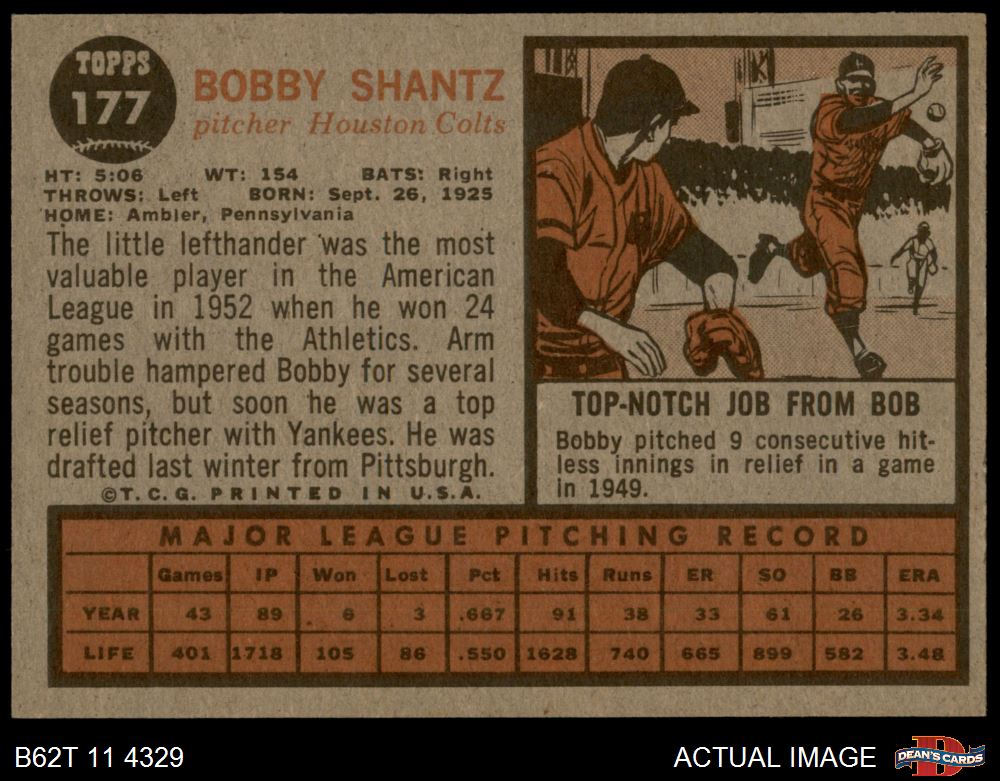 TOPPS
177
BOBBY SHANTZ
pitcher Houston Colts
HT: 5:06 WT: 154 BATS: Right
THROWS: Left BORN: Sept. 26, 1925
HOME: Ambler, Pennsylvania
The little lefthander was the most
valuable player in the American
League in 1952 when he won 24
games with the Athletics. Arm
trouble hampered Bobby for several
seasons, but soon he was a top
relief pitcher with Yankees. He was
drafted last winter from Pittsburgh.
©T.C.G. PRINTED IN U.S.A.
TOP-NOTCH JOB FROM BOB
Bobby pitched 9 consecutive hit-
less innings in relief in a game
in 1949.
MAJOR LEAGUE PITCHING RECORD
Games IP Won Lost Pct Hits Runs ER SO BB ERA
YEAR 43 89 6 3 .667 91 38 33 61 26 3.34
LIFE 401 1718 105 86 .550 1628 740 665 899 582 3.48
B62T 11 4329
ACTUAL IMAGE
D
DEAN'S CARDS